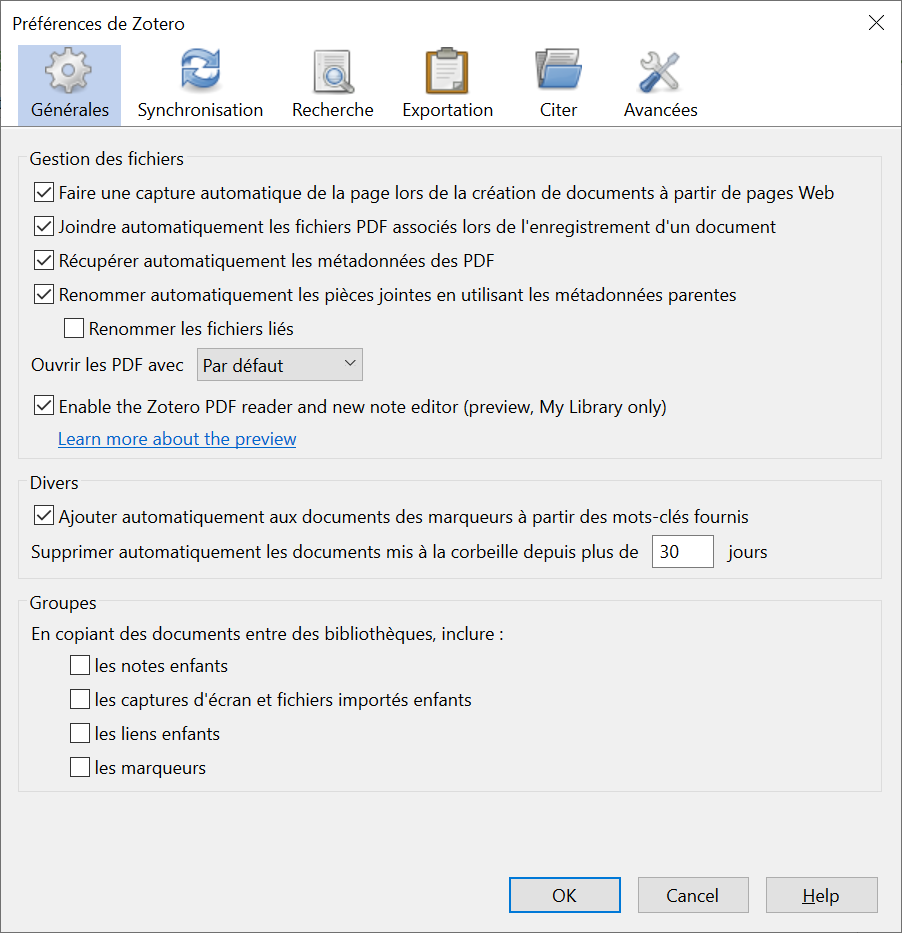 Préférences de Zotero
Générales Synchronisation Recherche Exportation Citer Avancées
Gestion des fichiers
Faire une capture automatique de la page lors de la création de documents à partir de pages Web
Joindre automatiquement les fichiers PDF associés lors de l'enregistrement d'un document
Récupérer automatiquement les métadonnées des PDF
Renommer automatiquement les pièces jointes en utilisant les métadonnées parentes
Renommer les fichiers liés
Ouvrir les PDF avec Par défaut
Enable the Zotero PDF reader and new note editor (preview, My Library only)
Learn more about the preview
Divers
Ajouter automatiquement aux documents des marqueurs à partir des mots-clés fournis
Supprimer automatiquement les documents mis à la corbeille depuis plus de 30 jours
Groupes
En copiant des documents entre des bibliothèques, inclure :
les notes enfants
les captures d'écran et fichiers importés enfants
les liens enfants
les marqueurs
OK Cancel Help